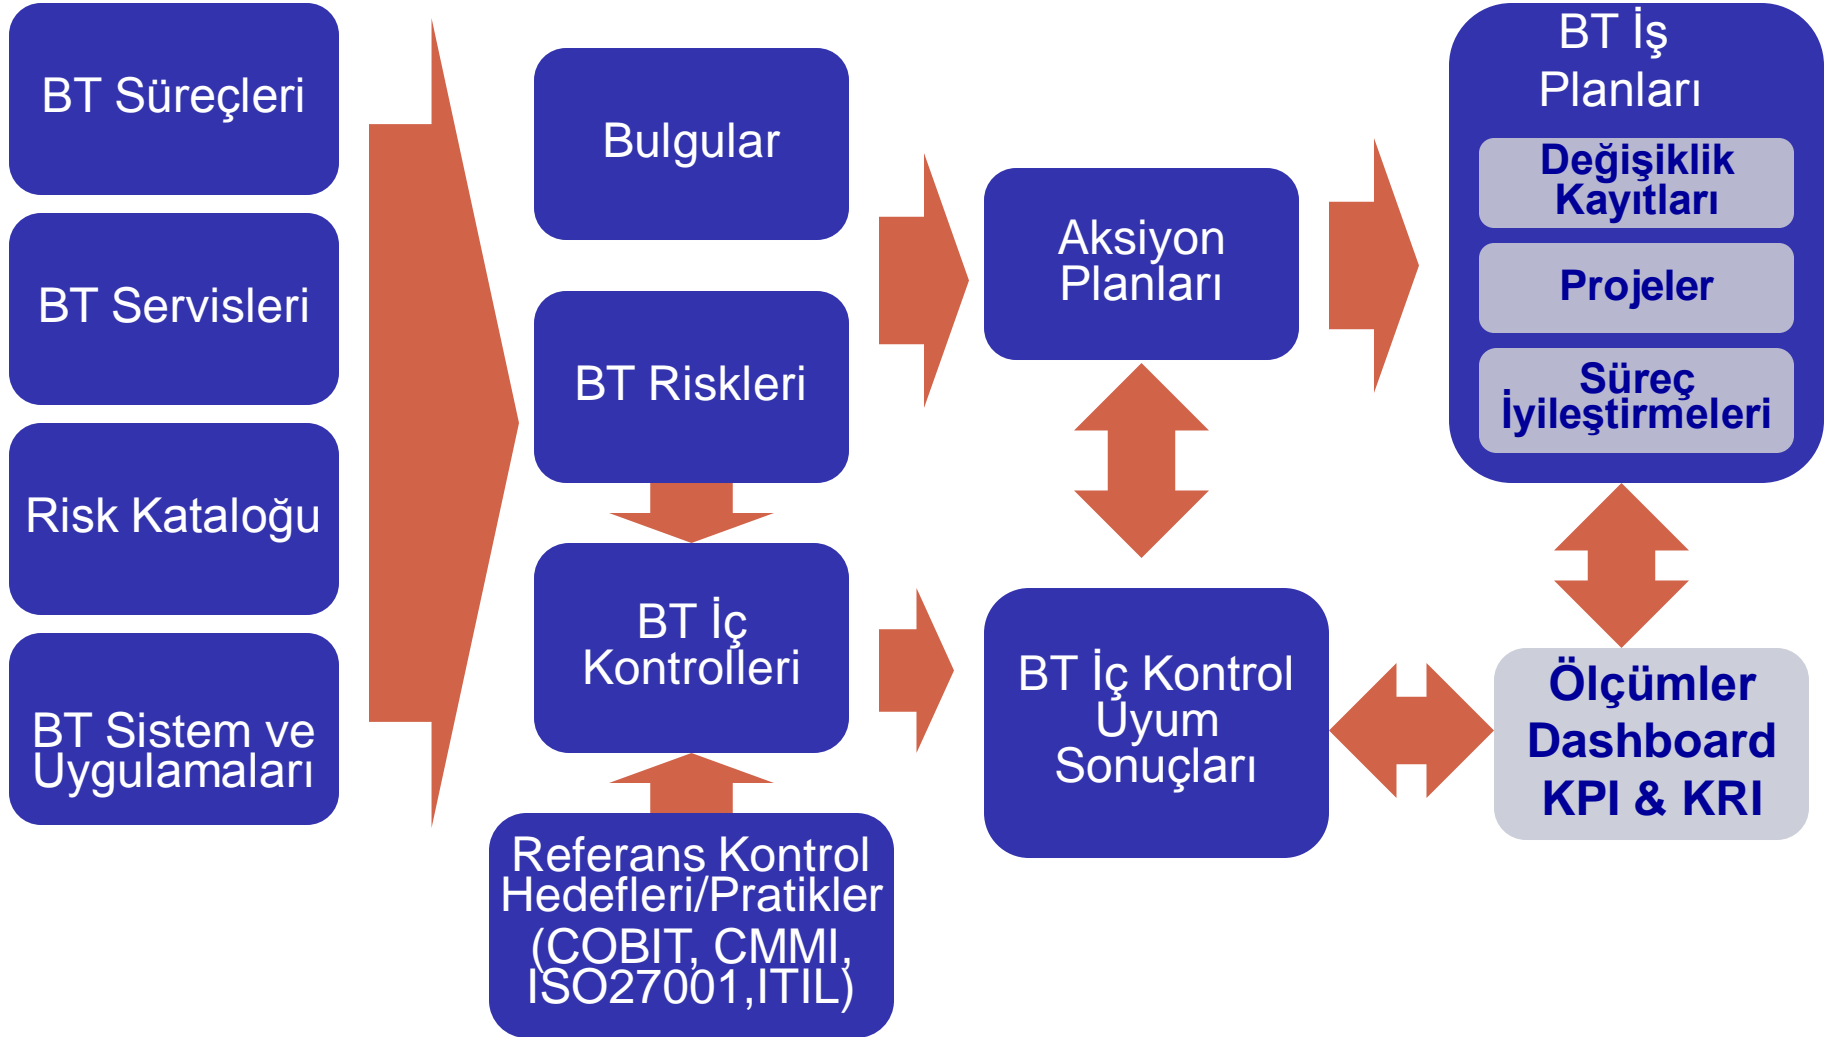 BT Süreçleri
BT Servisleri
Risk Kataloğu
BT Sistem ve
Uygulamaları
Bulgular
BT Riskleri
BT İç
Kontrolleri
Referans Kontrol
Hedefleri/Pratikler
(COBIT, CMMI,
ISO27001,ITIL)
Aksiyon
Planları
BT İç Kontrol
Uyum
Sonuçları
BT İş
Planları
Değişiklik
Kayıtları
Projeler
Süreç
İyileştirmeleri
Ölçümler
Dashboard
KPI & KRI